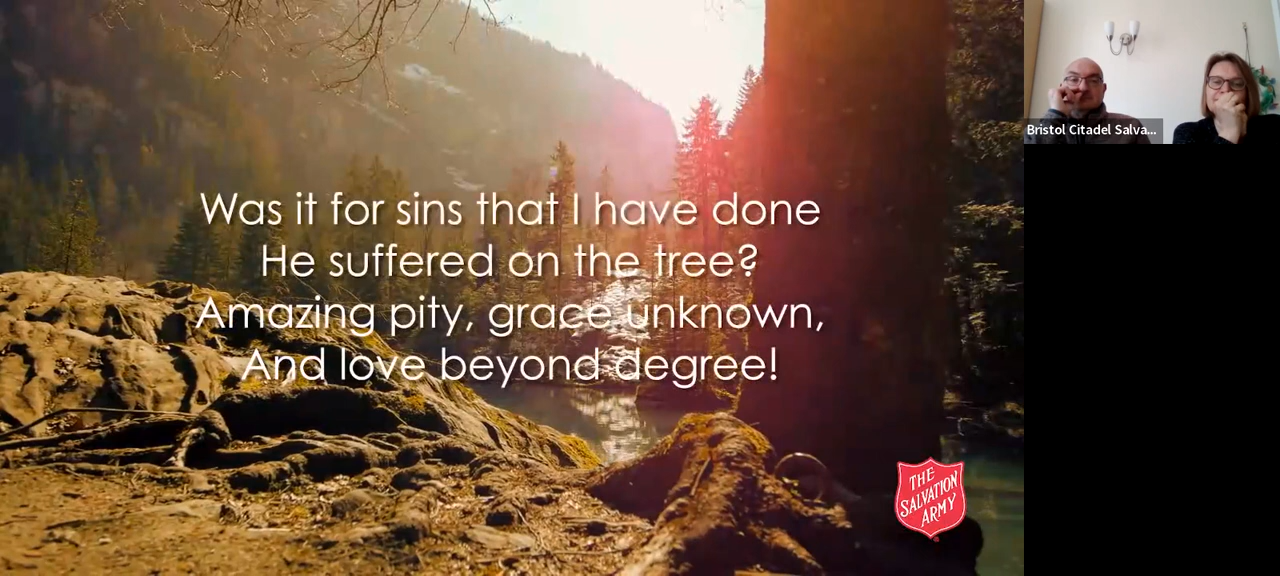 Was it for sins that I have done
He suffered on the tree?
Amazing pity, grace unknown,
And love beyond degree!
THE
SALVATION
ARMY
Bristol Citadel Salva...